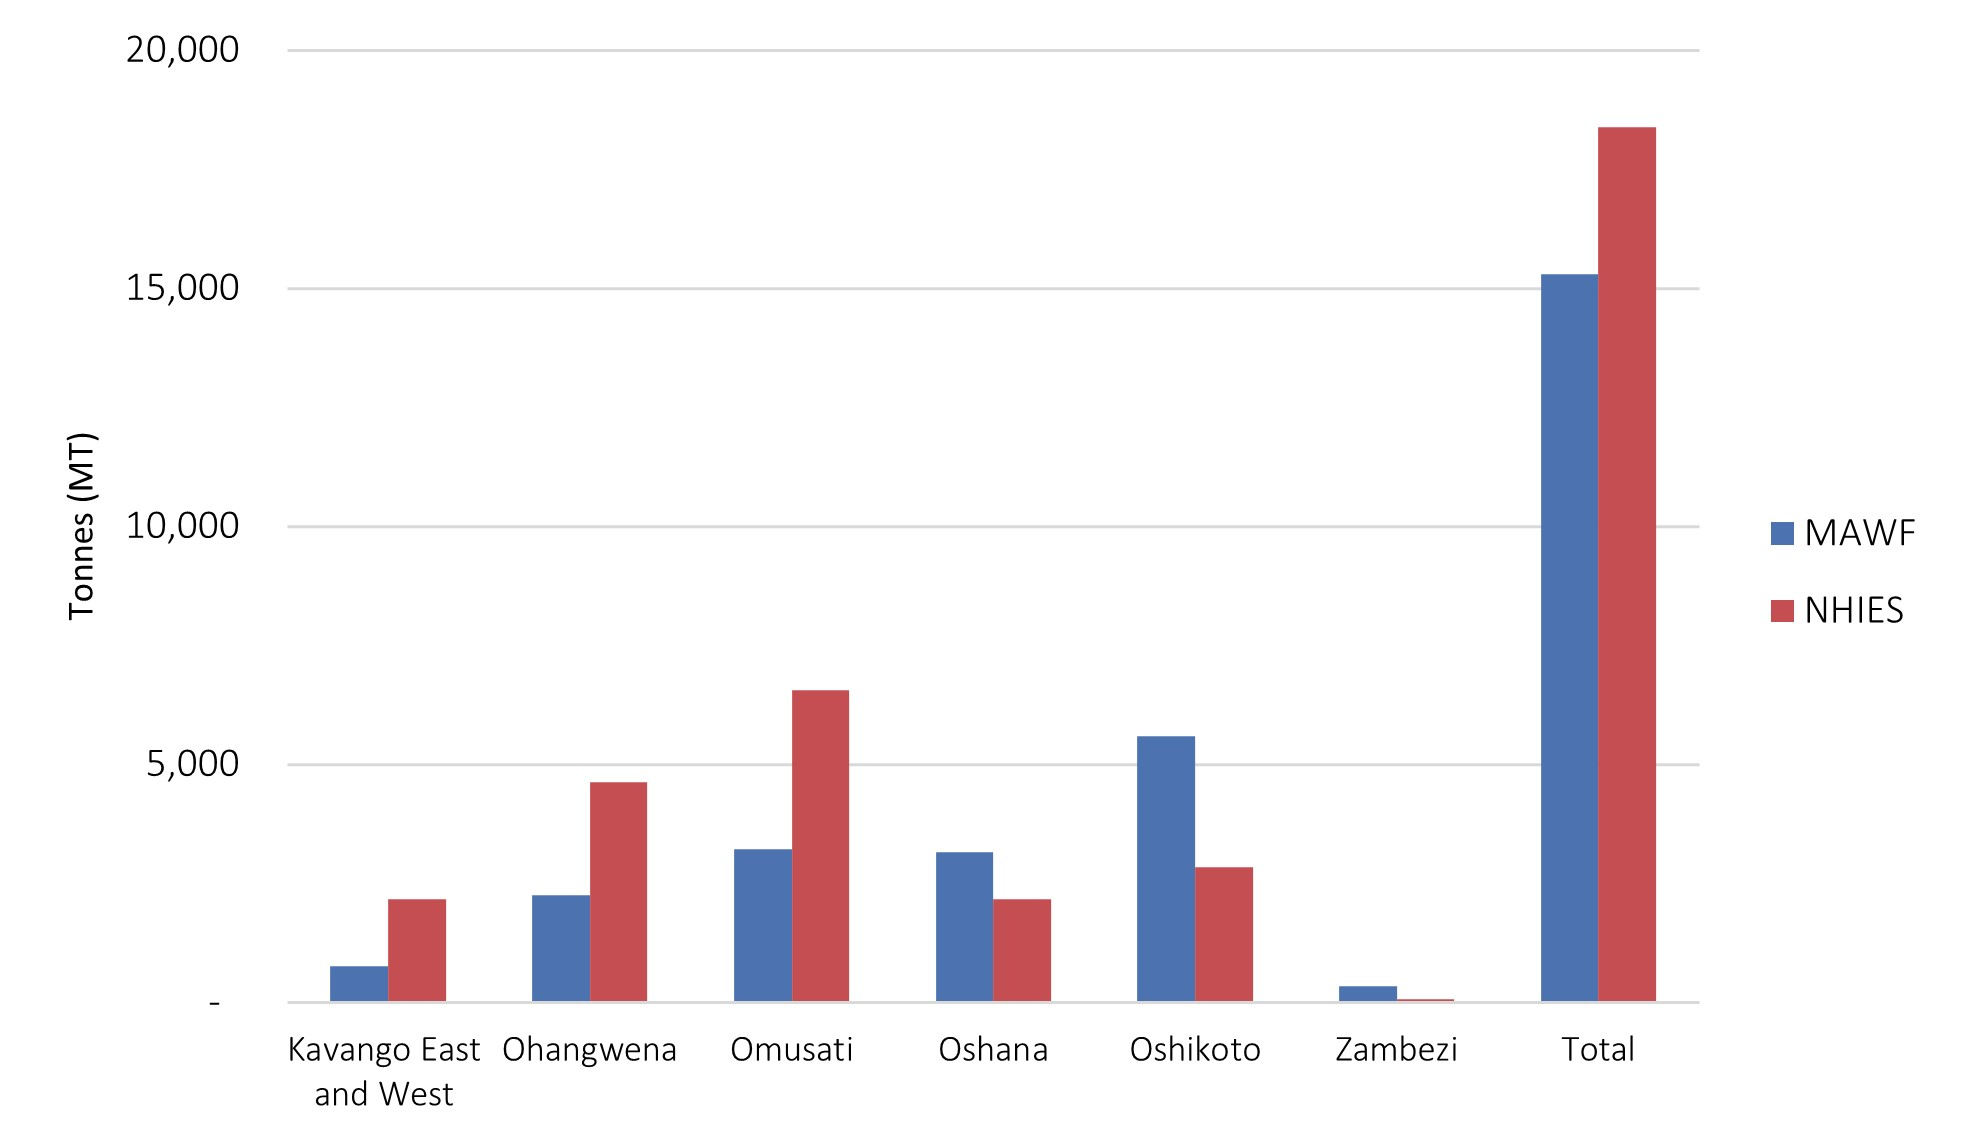 20,000
15,000
10,000
5,000
-
Tonnes (MT)
Kavango East
and West
Ohangwena
Omusati
Oshana
Oshikoto
Zambezi
Total
MAWF
NHIES